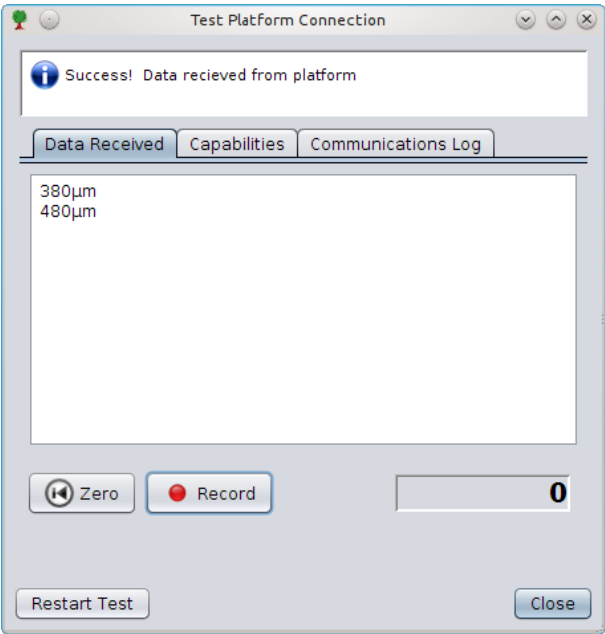 Test Platform Connection
Success! Data recieved from platform
Data Received Capabilities Communications Log
380µm
480µm
Zero Record 0
Restart Test Close